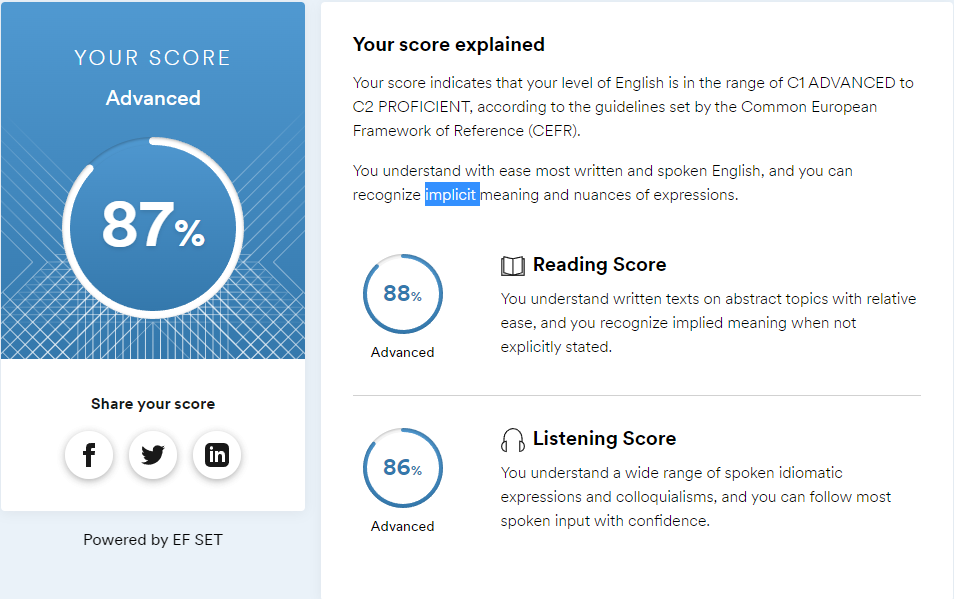 YOUR SCORE
Advanced
87%
Share your score
f
in
Powered by EF SET
Your score explained
Your score indicates that your level of English is in the range of C1 ADVANCED to
C2 PROFICIENT, according to the guidelines set by the Common European
Framework of Reference (CEFR).
You understand with ease most written and spoken English, and you can
recognize implicit meaning and nuances of expressions.
88%
Advanced
Reading Score
You understand written texts on abstract topics with relative
ease, and you recognize implied meaning when not
explicitly stated.
86%
Advanced
Listening Score
You understand a wide range of spoken idiomatic
expressions and colloquialisms, and you can follow most
spoken input with confidence.